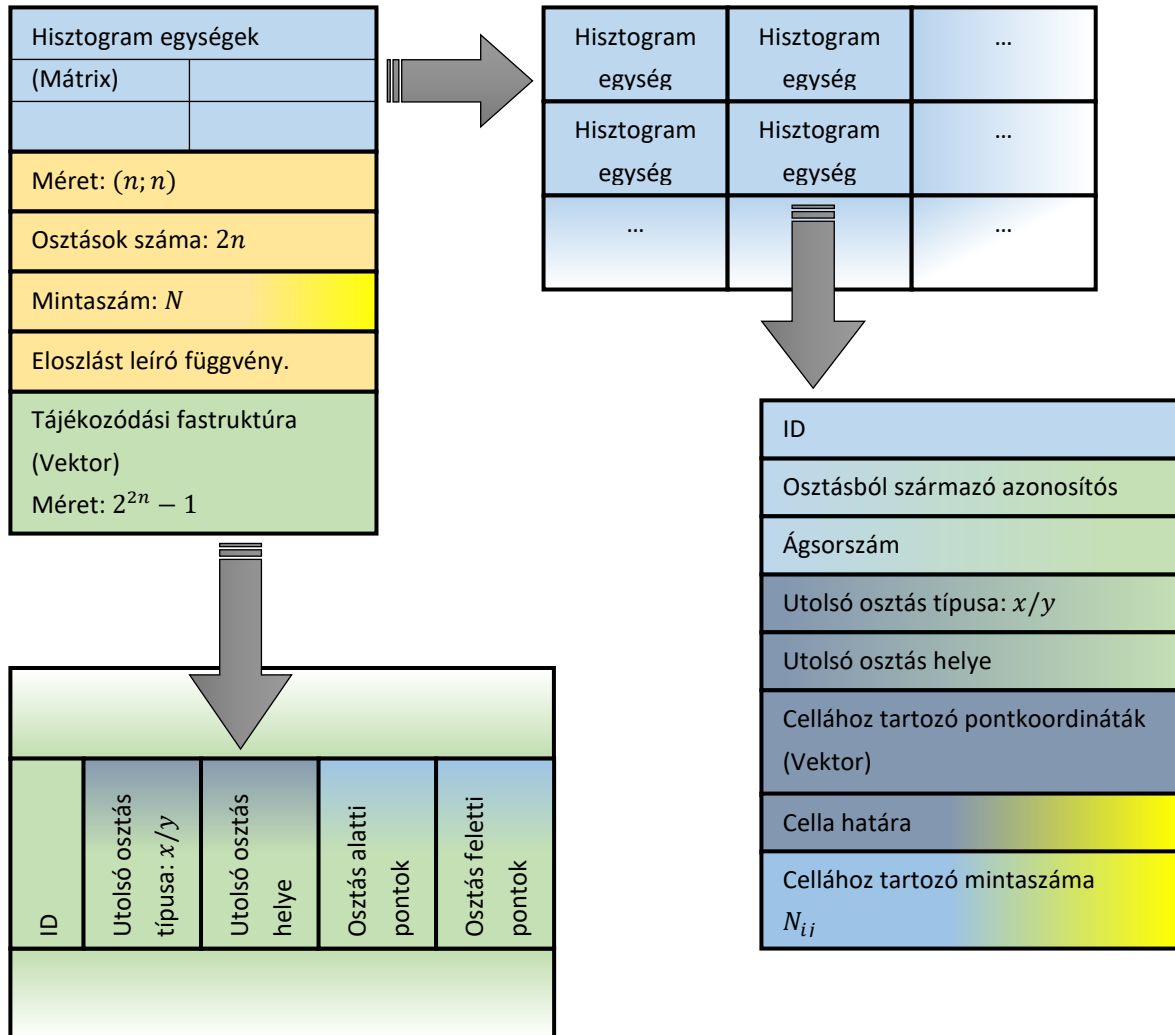 Hisztogram egységek
(Mátrix)
Méret: (n; n)
Osztások száma: 2n
Mintaszám: N
Eloszlást leíró függvény.
Tájékozódási fastruktúra
(Vektor)
Méret: 2^{2n} − 1
Hisztogram
egység
Hisztogram
egység
...
Hisztogram
egység
Hisztogram
egység
...
...
...
ID
Osztásból származó azonosítós
Ágsorszám
Utolsó osztás típusa: x/y
Utolsó osztás helye
Cellához tartozó pontkoordináták
(Vektor)
Cella határa
Cellához tartozó mintaszáma
N_{ij}
ID
Utolsó osztás
típusa: x/y
Utolsó osztás
helye
Osztás alatti
pontok
Osztás feletti
pontok